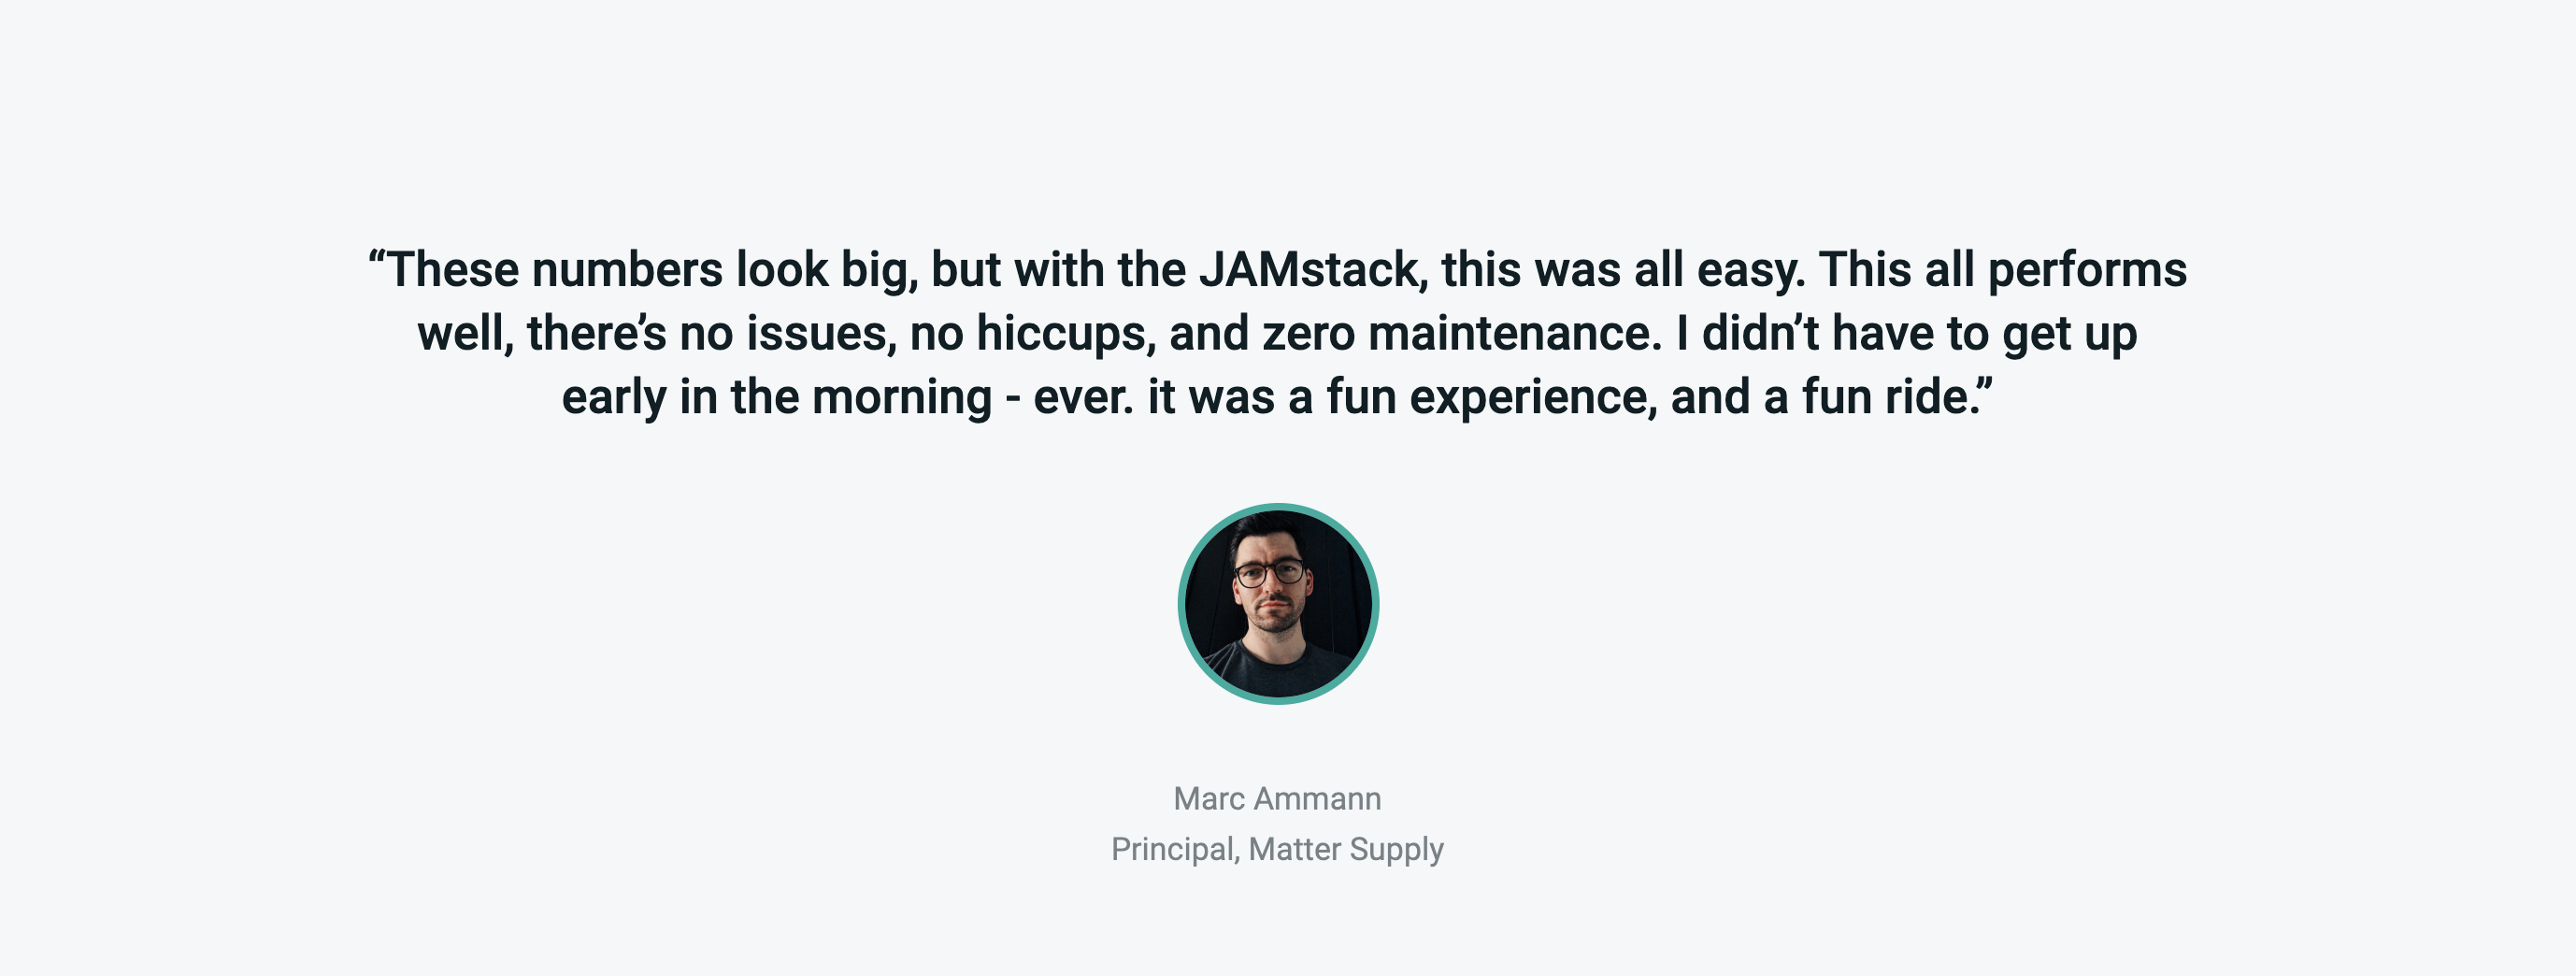 “These numbers look big, but with the JAMstack, this was all easy. This all performs
well, there’s no issues, no hiccups, and zero maintenance. I didn’t have to get up
early in the morning - ever. it was a fun experience, and a fun ride.”
Marc Ammann
Principal, Matter Supply